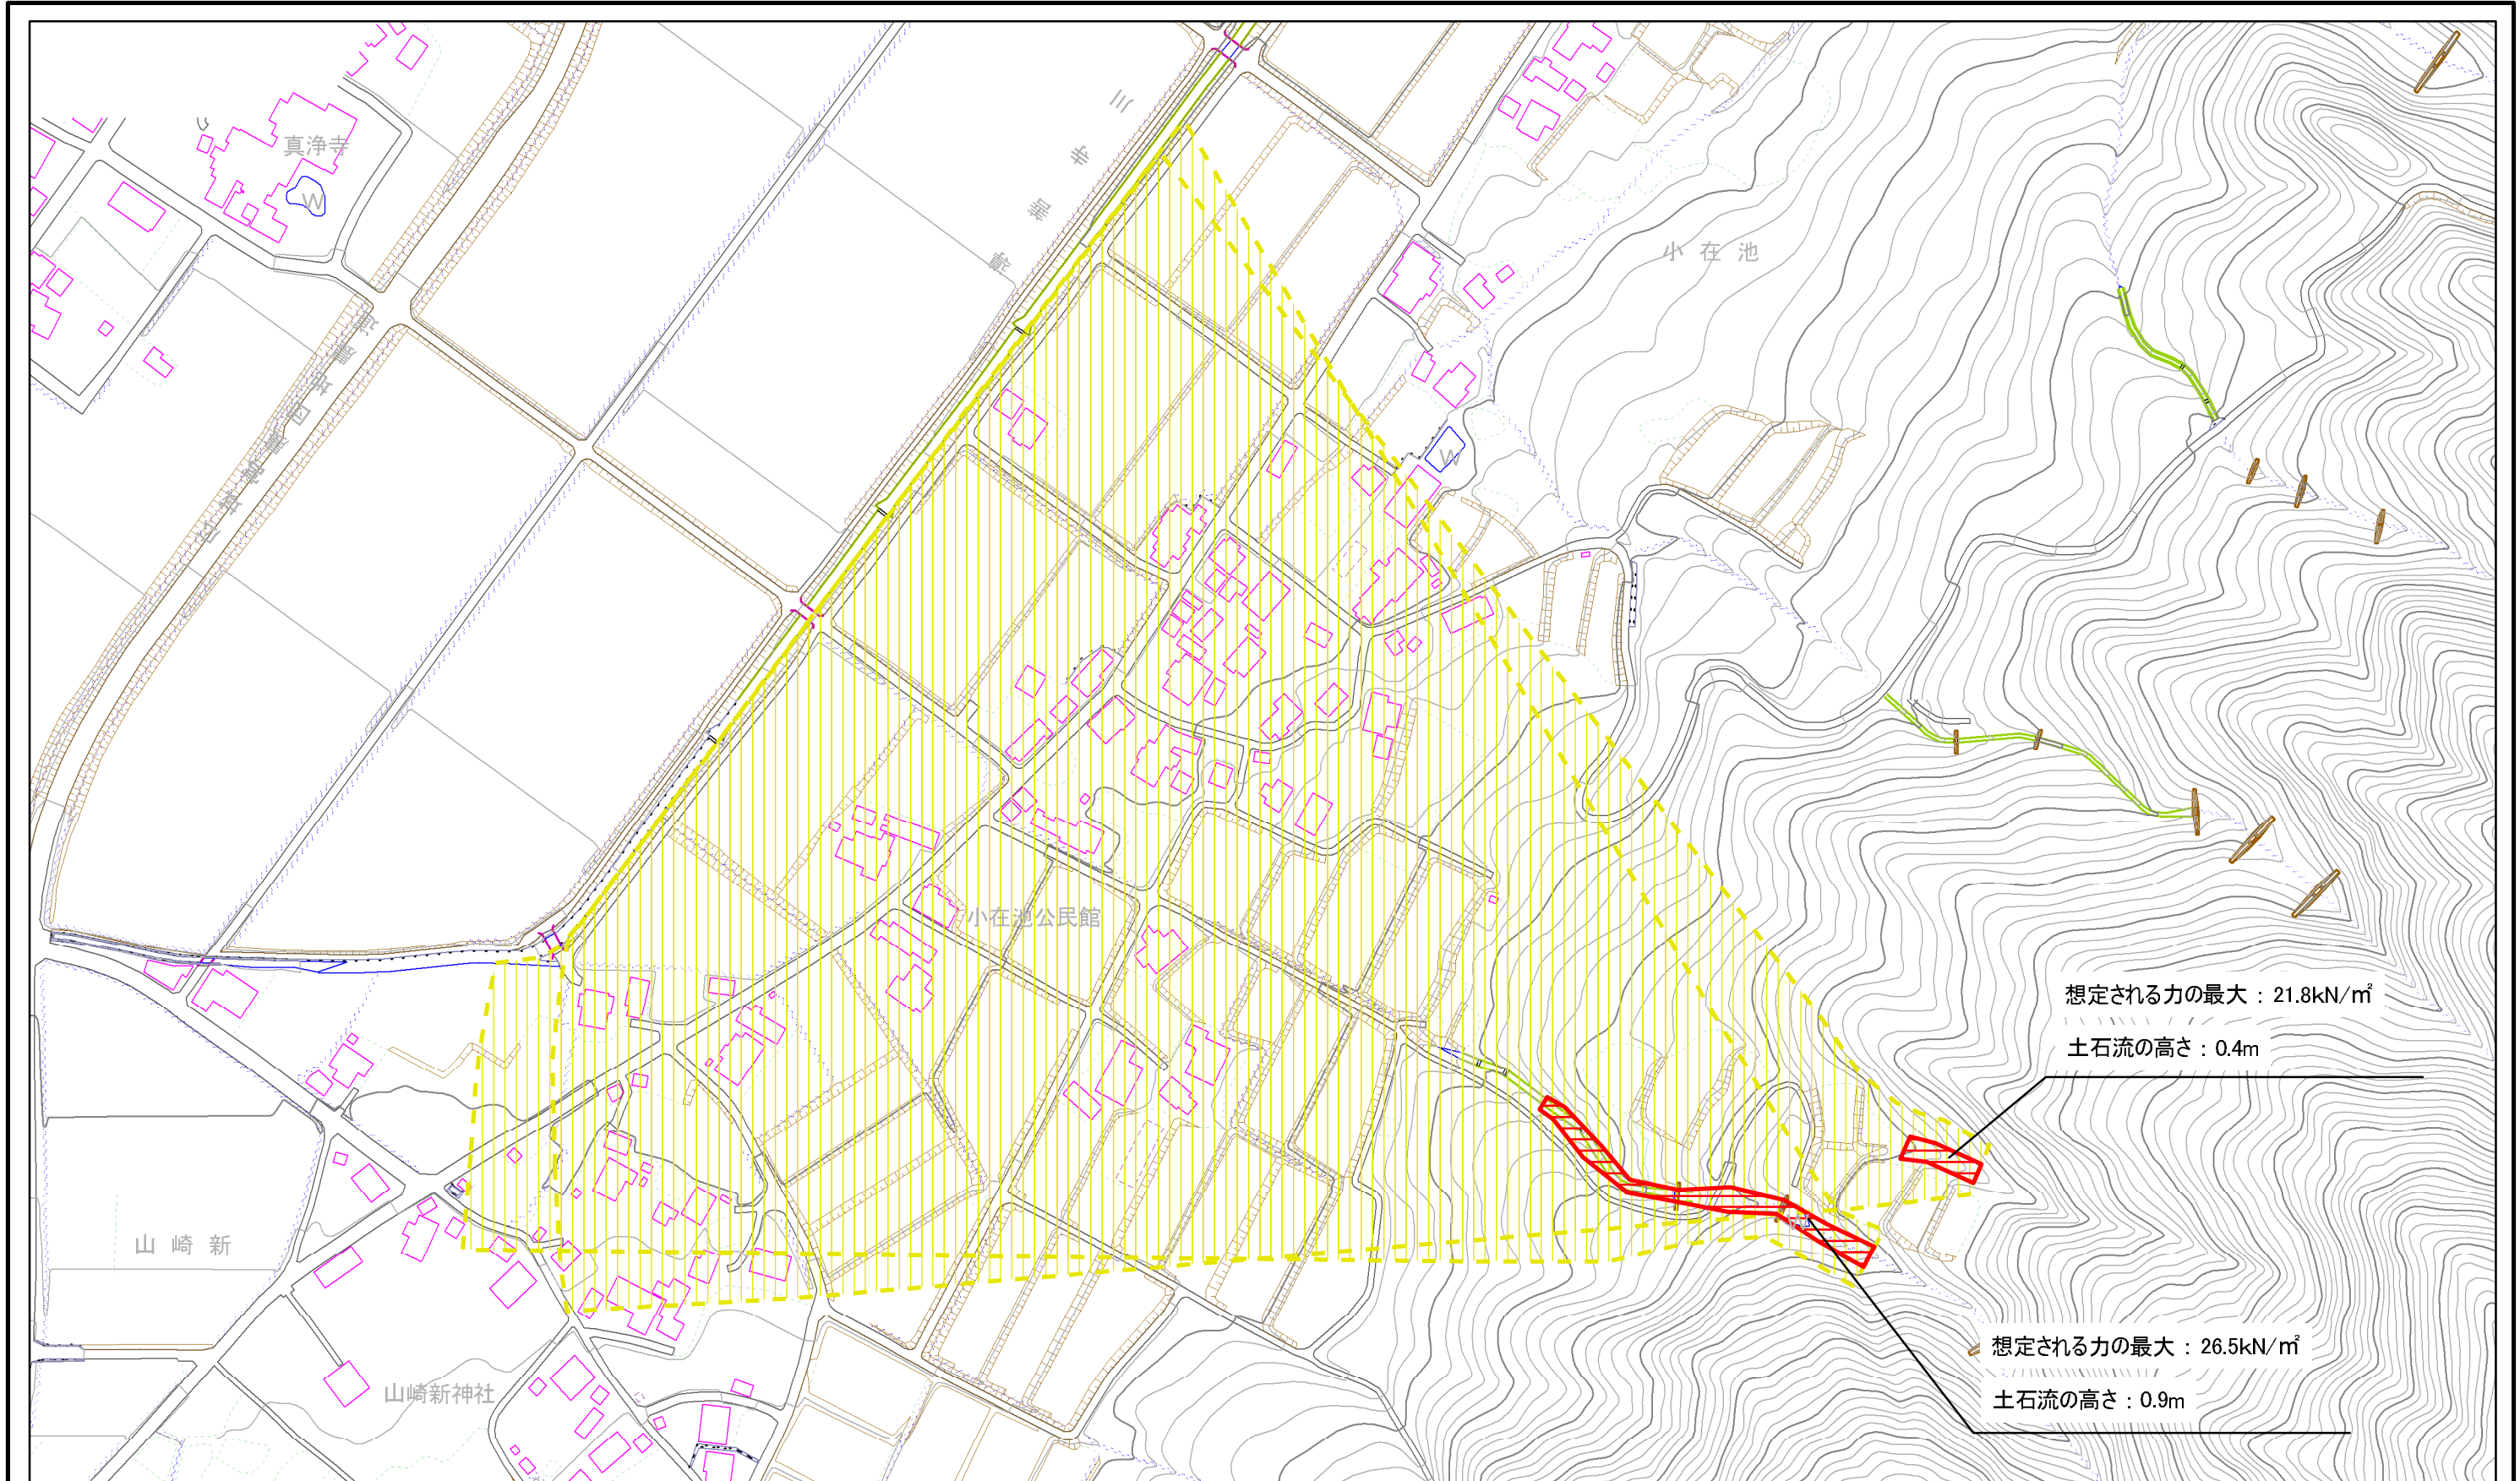 真浄寺
W
小在池
W
小在池公民館
想定される力の最大：21.8kN/㎡
土石流の高さ：0.4m
W
山崎新
想定される力の最大：26.5kN/㎡
土石流の高さ：0.9m
山崎新神社